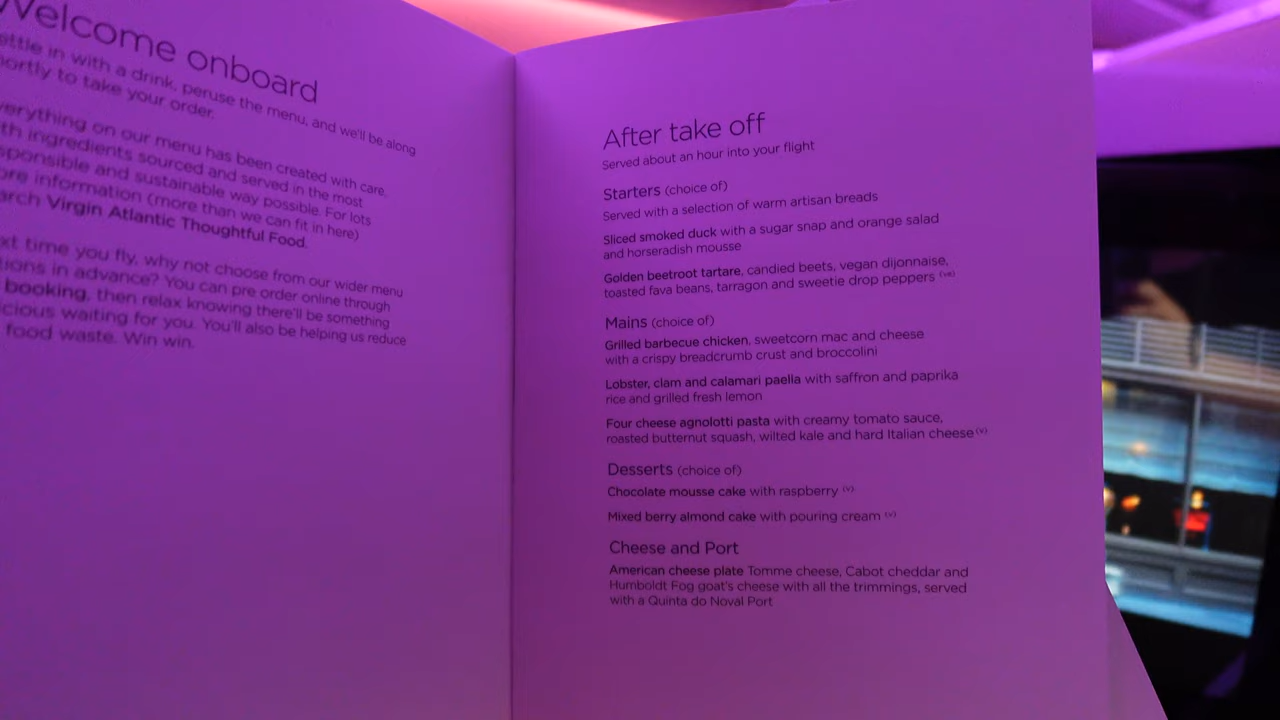 Welcome onboard
ettle in with a drink, peruse the menu, and we'll be along
ortly to take your order.
verything on our menu has been created with care,
th ingredients sourced and served in the most
sponsible and sustainable way possible. For lots
ore information (more than we can fit in here)
arch Virgin Atlantic Thoughtful Food.
xt time you fly, why not choose from our wider menu
tions in advance? You can pre order online through
booking, then relax knowing there'll be something
icious waiting for you. You'll also be helping us reduce
food waste. Win win.
After take off
Served about an hour into your flight
Starters (choice of)
Served with a selection of warm artisan breads
Sliced smoked duck with a sugar snap and orange salad
and horseradish mousse
Golden beetroot tartare, candied beets, vegan dijonnaise,
toasted fava beans, tarragon and sweetie drop peppers (ve)
Mains (choice of)
Grilled barbecue chicken, sweetcorn mac and cheese
with a crispy breadcrumb crust and broccolini
Lobster, clam and calamari paella with saffron and paprika
rice and grilled fresh lemon
Four cheese agnolotti pasta with creamy tomato sauce,
roasted butternut squash, wilted kale and hard Italian cheese (v)
Desserts (choice of)
Chocolate mousse cake with raspberry (v)
Mixed berry almond cake with pouring cream (v)
Cheese and Port
American cheese plate Tomme cheese, Cabot cheddar and
Humboldt Fog goat's cheese with all the trimmings, served
with a Quinta do Noval Port